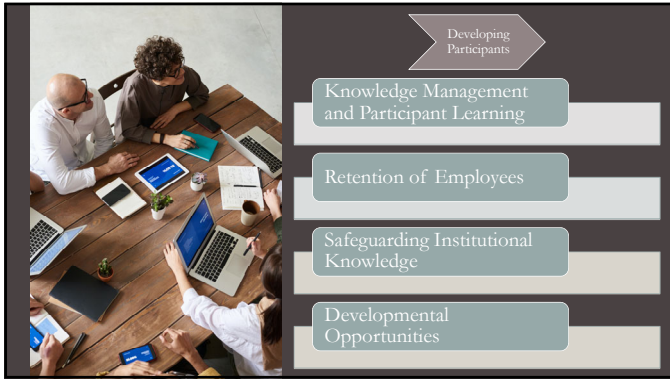 Developing
Participants
Knowledge Management
and Participant Learning
Retention of Employees
Safeguarding Institutional
Knowledge
Developmental
Opportunities